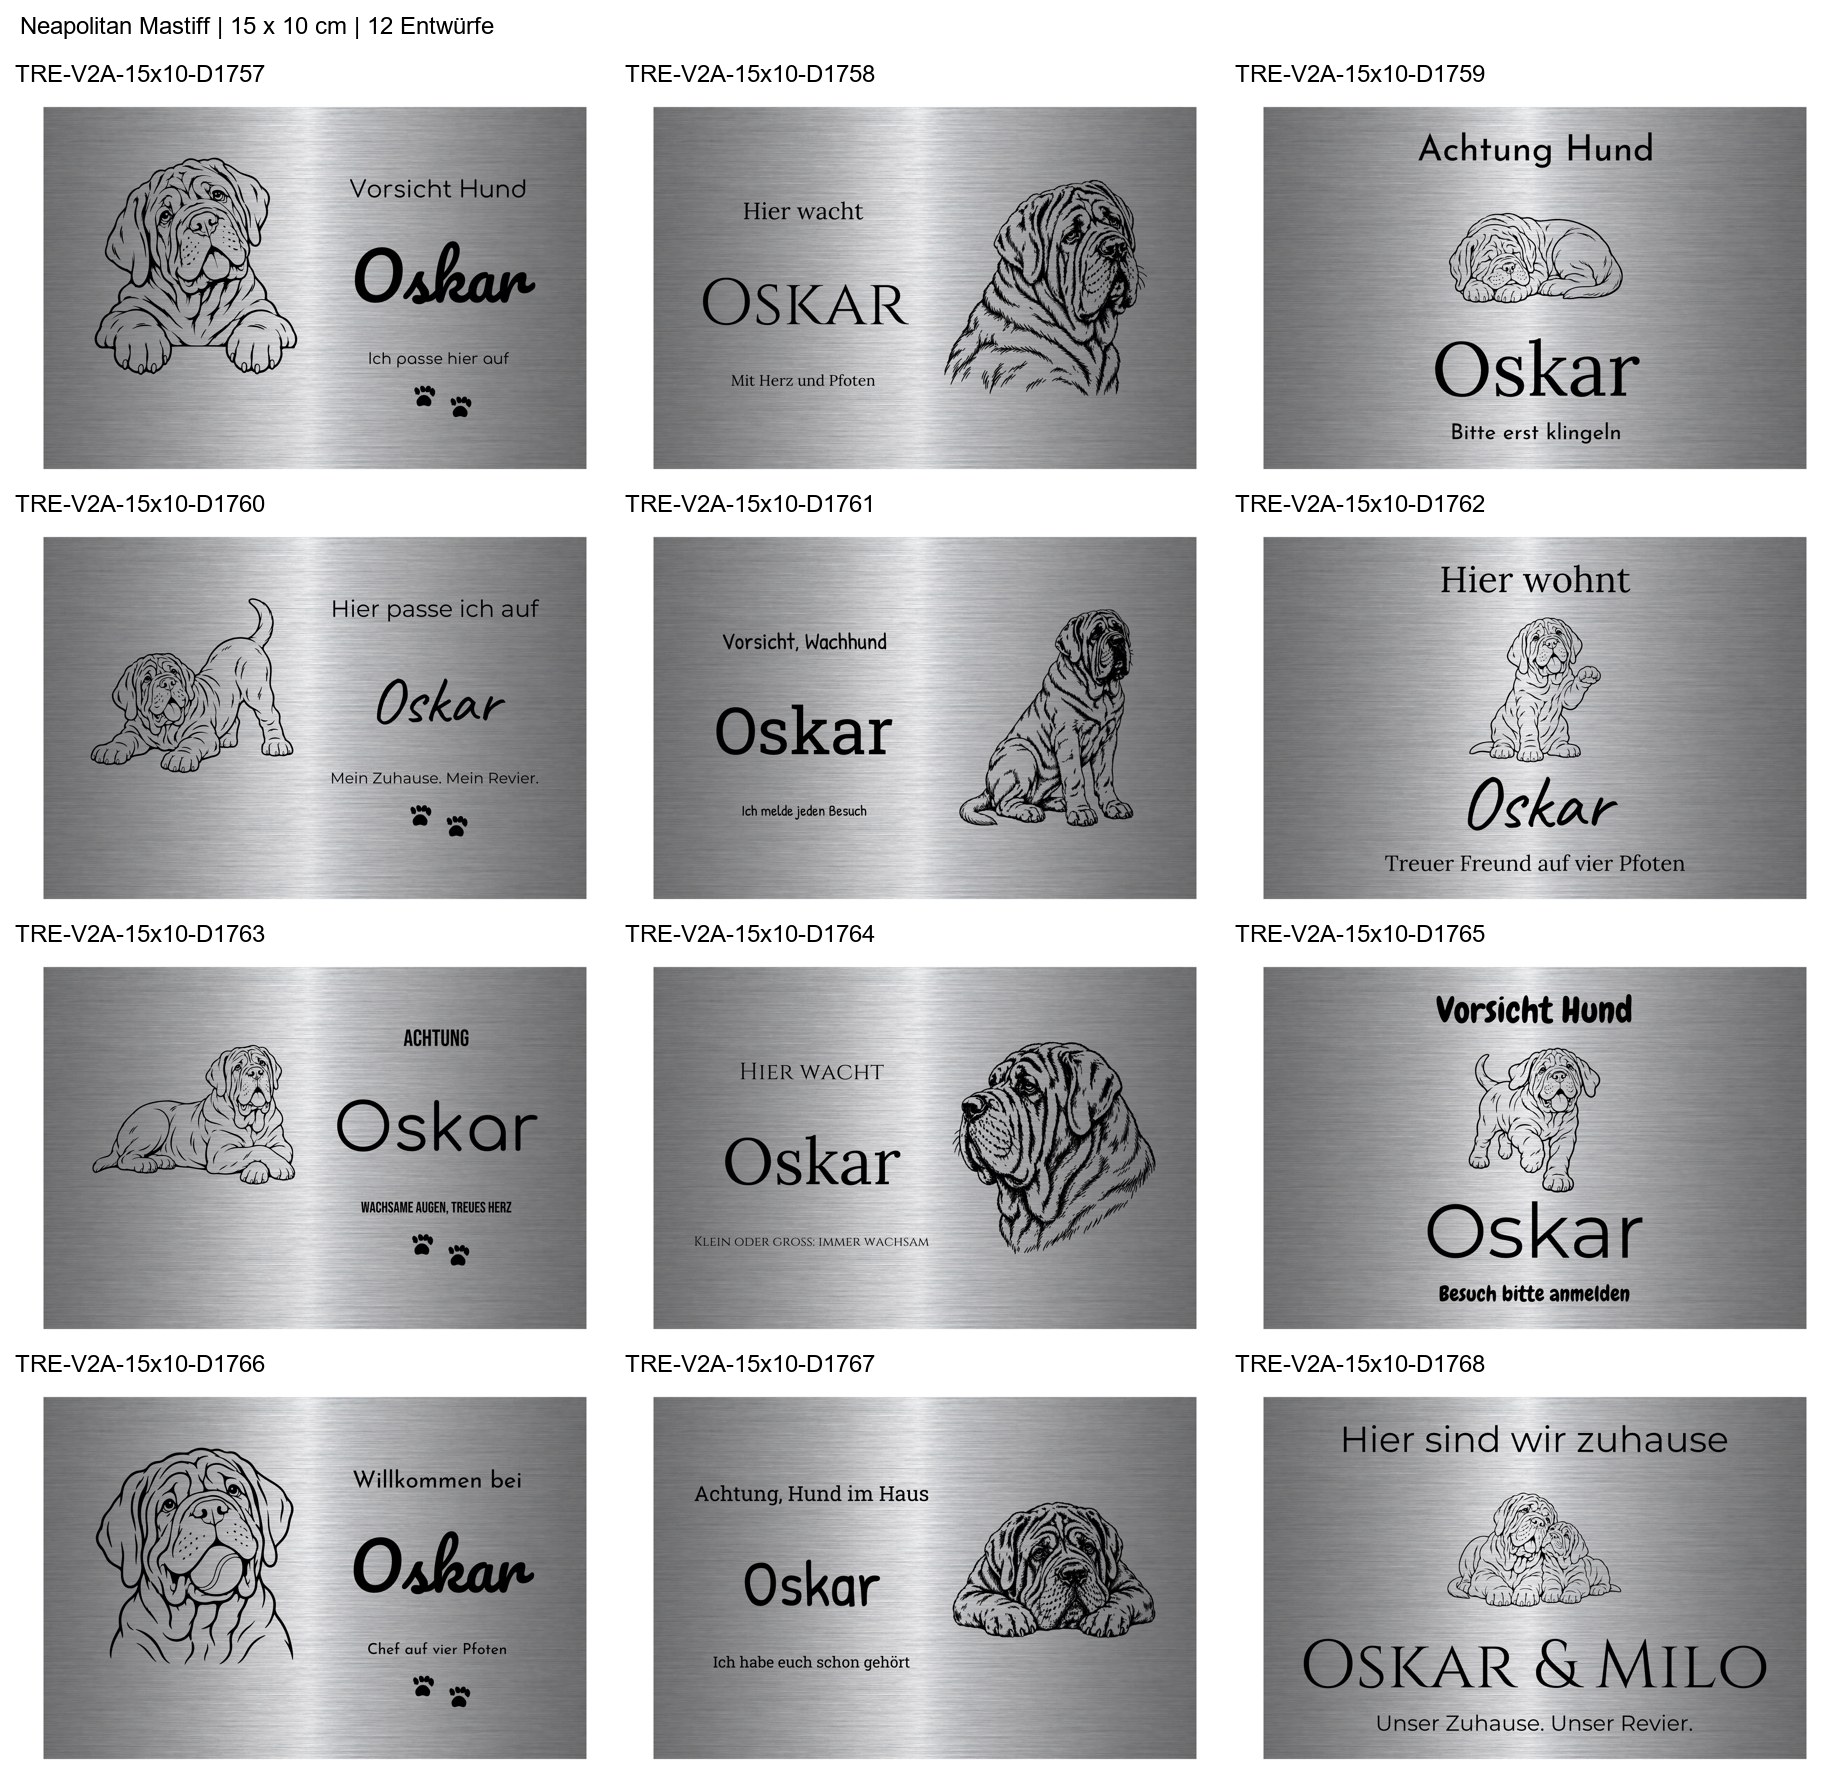 Neapolitan Mastiff | 15 x 10 cm | 12 Entwürfe
TRE-V2A-15x10-D1757
Vorsicht Hund
Oskar
Ich passe hier auf
TRE-V2A-15x10-D1758
Hier wacht
OSKAR
Mit Herz und Pfoten
TRE-V2A-15x10-D1759
Achtung Hund
Oskar
Bitte erst klingeln
TRE-V2A-15x10-D1760
Hier passe ich auf
Oskar
Mein Zuhause. Mein Revier.
TRE-V2A-15x10-D1761
Vorsicht, Wachhund
Oskar
Ich melde jeden Besuch
TRE-V2A-15x10-D1762
Hier wohnt
Oskar
Treuer Freund auf vier Pfoten
TRE-V2A-15x10-D1763
ACHTUNG
Oskar
WACHSAME AUGEN, TREUES HERZ
TRE-V2A-15x10-D1764
HIER WACHT
Oskar
KLEIN ODER GROSS: IMMER WACHSAM
TRE-V2A-15x10-D1765
Vorsicht Hund
Oskar
Besuch bitte anmelden
TRE-V2A-15x10-D1766
Willkommen bei
Oskar
Chef auf vier Pfoten
TRE-V2A-15x10-D1767
Achtung, Hund im Haus
Oskar
Ich habe euch schon gehört
TRE-V2A-15x10-D1768
Hier sind wir zuhause
OSKAR & MILO
Unser Zuhause. Unser Revier.